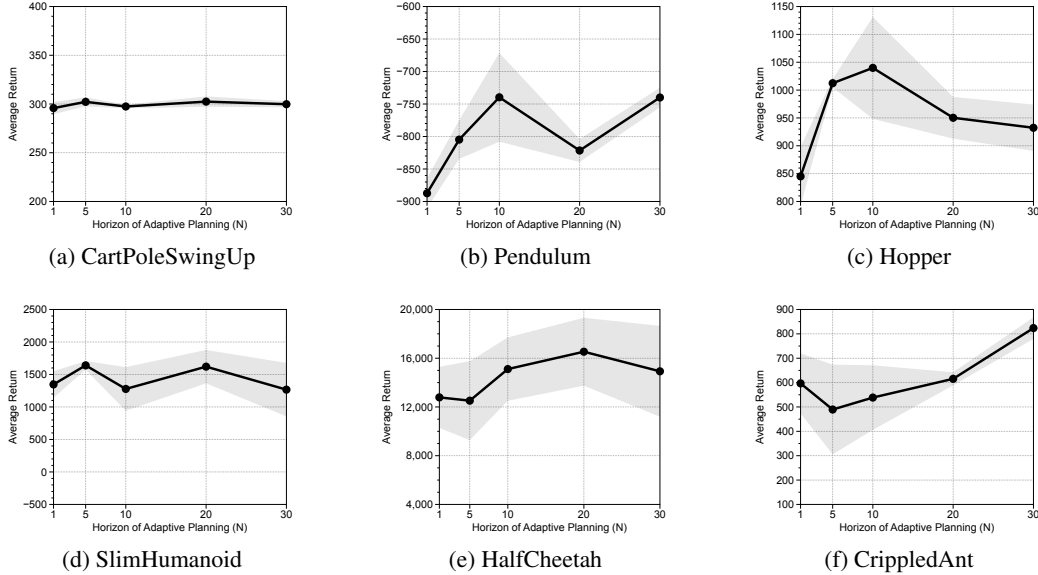 400
350
300
250
200
Average Return
1 5 10 20 30
Horizon of Adaptive Planning (N)
(a) CartPoleSwingUp
−600
−650
−700
−750
−800
−850
−900
Average Return
1 5 10 20 30
Horizon of Adaptive Planning (N)
(b) Pendulum
1150
1100
1050
1000
950
900
850
800
Average Return
1 5 10 20 30
Horizon of Adaptive Planning (N)
(c) Hopper
2500
2000
1500
1000
500
0
−500
Average Return
1 5 10 20 30
Horizon of Adaptive Planning (N)
(d) SlimHumanoid
20,000
16,000
12,000
8,000
4,000
Average Return
1 5 10 20 30
Horizon of Adaptive Planning (N)
(e) HalfCheetah
900
800
700
600
500
400
300
200
100
Average Return
1 5 10 20 30
Horizon of Adaptive Planning (N)
(f) CrippledAnt